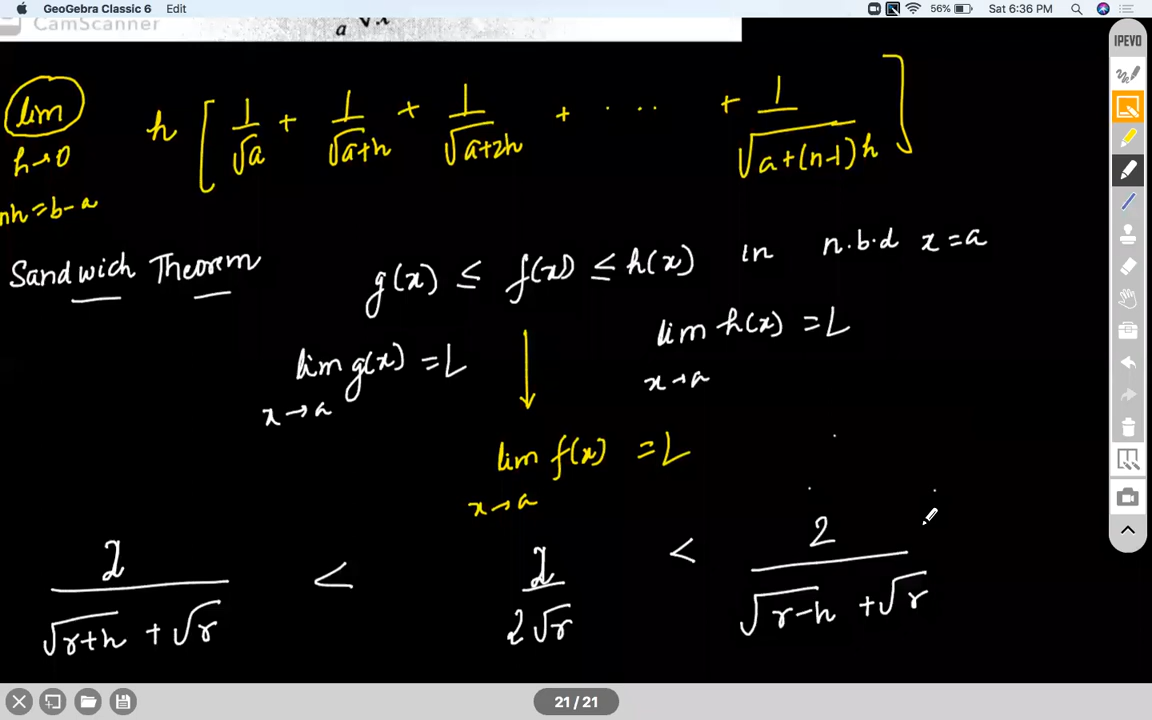 GeoGebra Classic 6 Edit 56% Sat 6:36 PM
CamScanner
a √x
IPEVO
lim h→0 nh = b-a h [ 1/√a + 1/√a+h + 1/√a+2h + · · · · + 1/√a+(n-1)h ]
Sandwich Theorem g(x) ≤ f(x) ≤ h(x) in n.b.d x = a
lim x→a g(x) = L lim x→a h(x) = L
lim x→a f(x) = L
2/(√r+h + √r) < 2/(2√r) < 2/(√r-h + √r)
21 / 21